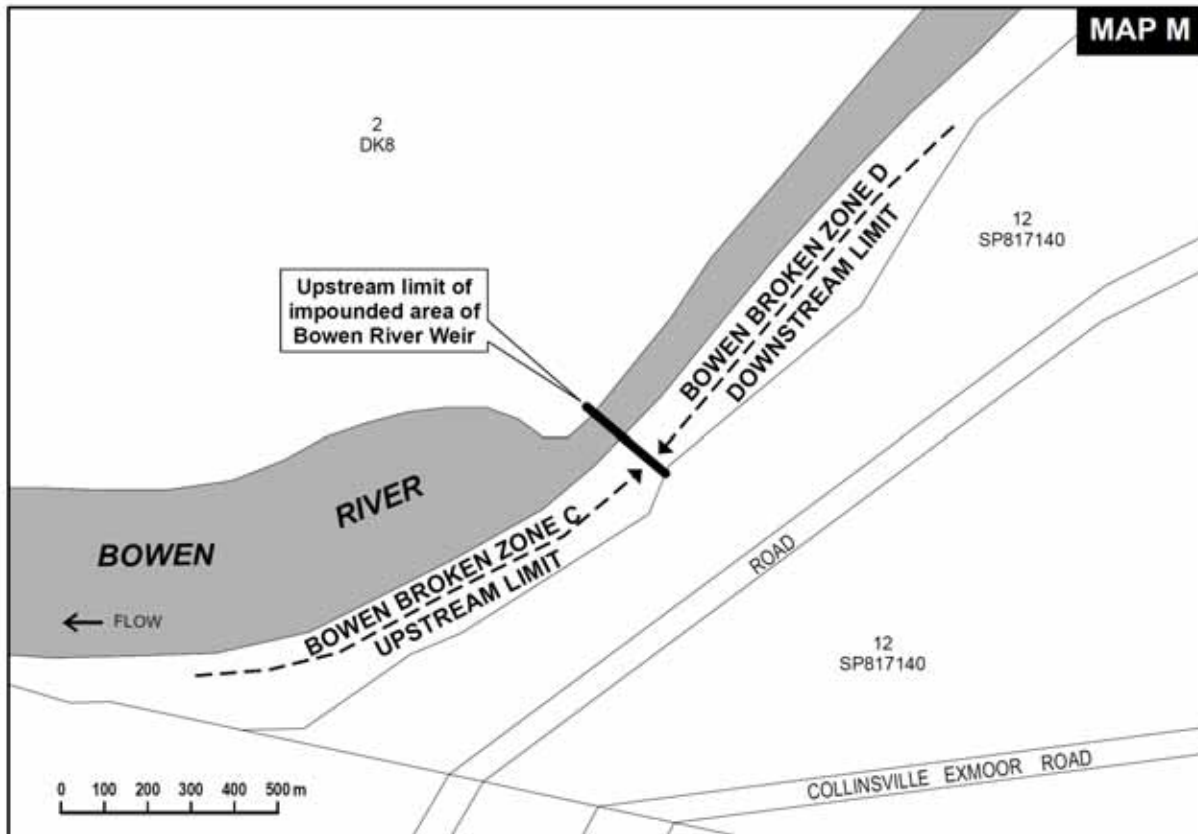 MAP M
2
DK8
12
SP817140
Upstream limit of
impounded area of
Bowen River Weir
BOWEN BROKEN ZONE D
DOWNSTREAM LIMIT
RIVER
BOWEN
FLOW
BOWEN BROKEN ZONE C
UPSTREAM LIMIT
ROAD
12
SP817140
COLLINSVILLE EXMOOR ROAD
0 100 200 300 400 500 m